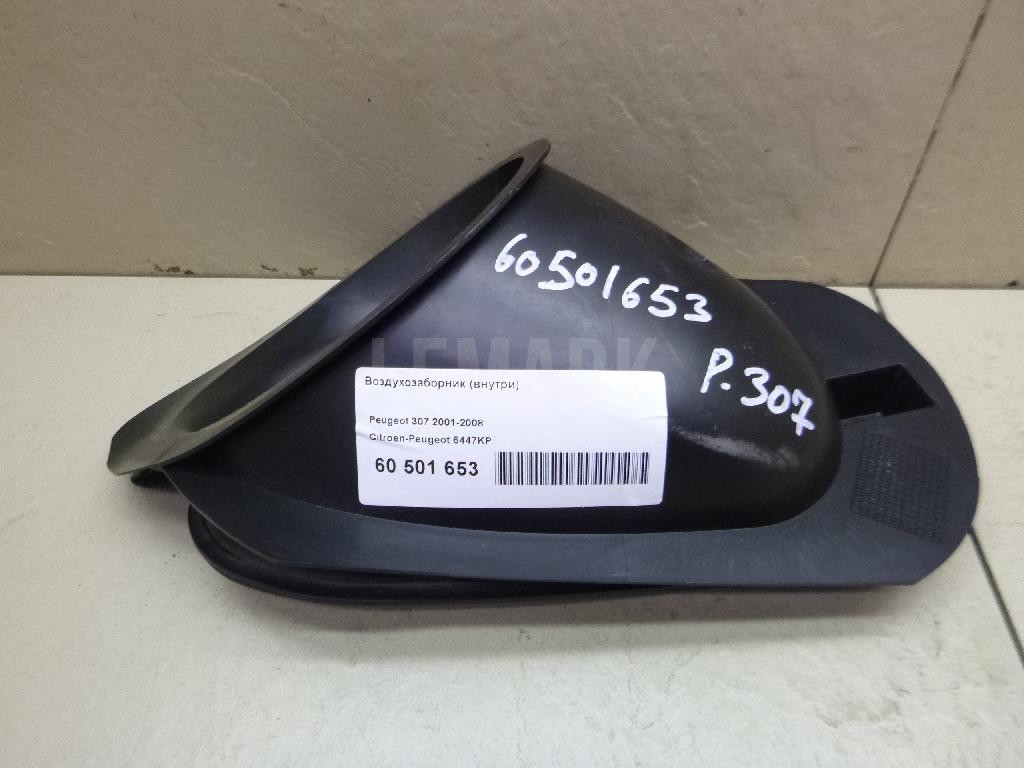 60501653
P.307
LEMARK
Воздухозаборник (внутри)
Peugeot 307 2001-2008
Citroen-Peugeot 6447KP
60 501 653